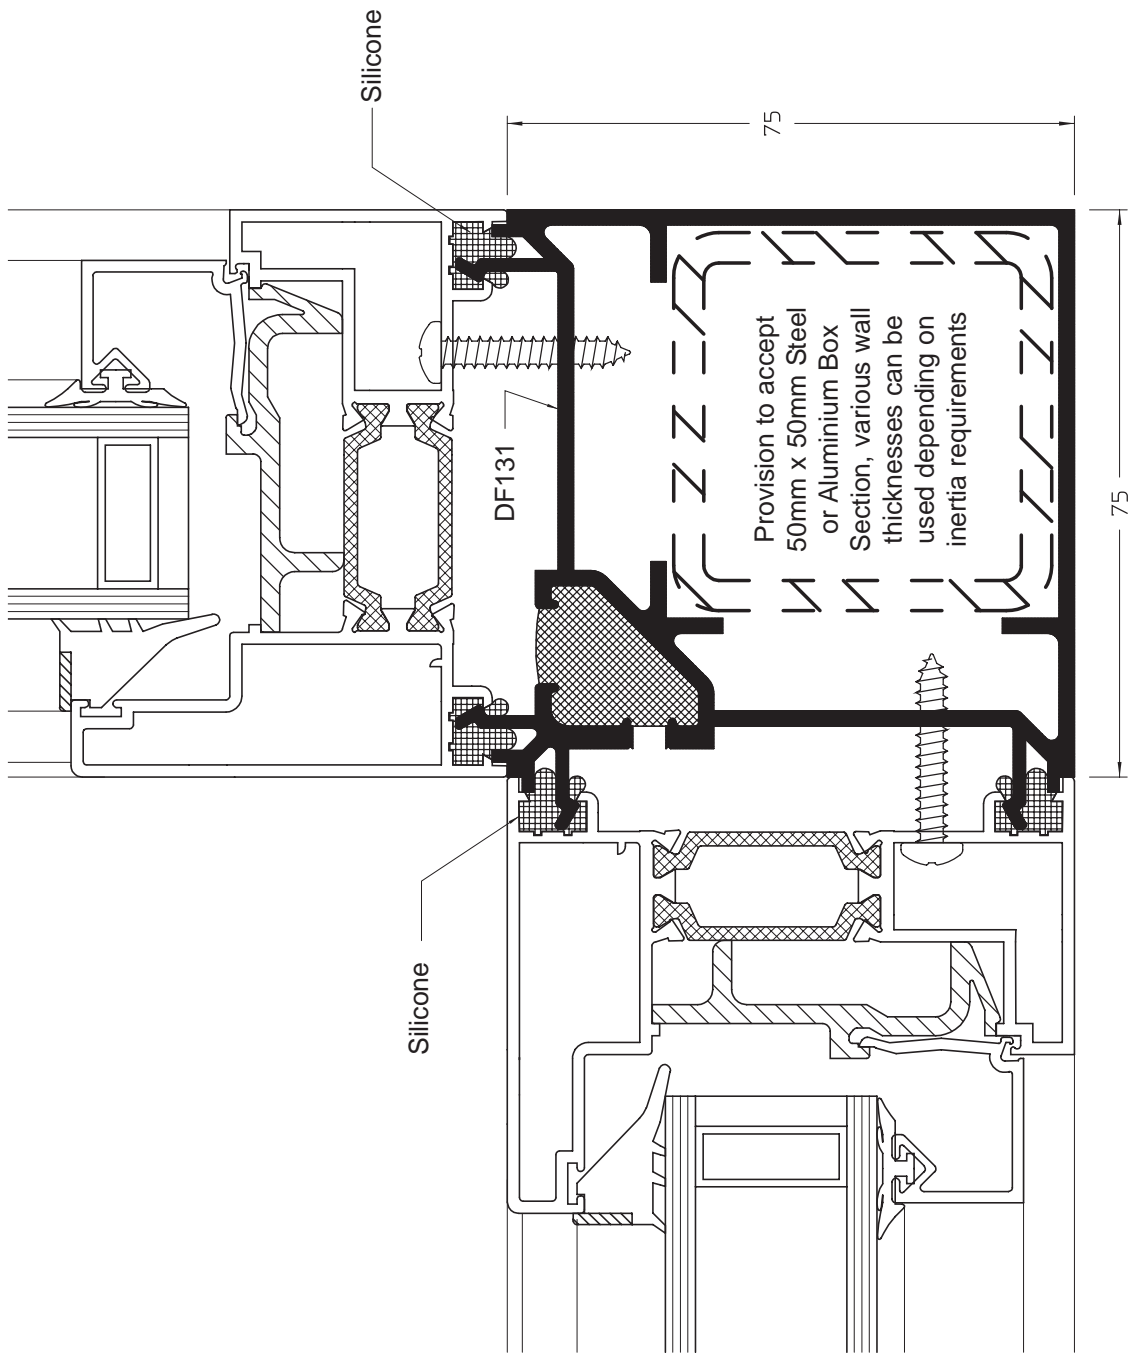 Silicone
75
DF131
Provision to accept
50mm x 50mm Steel
or Aluminium Box
Section, various wall
thicknesses can be
used depending on
inertia requirements
75
Silicone